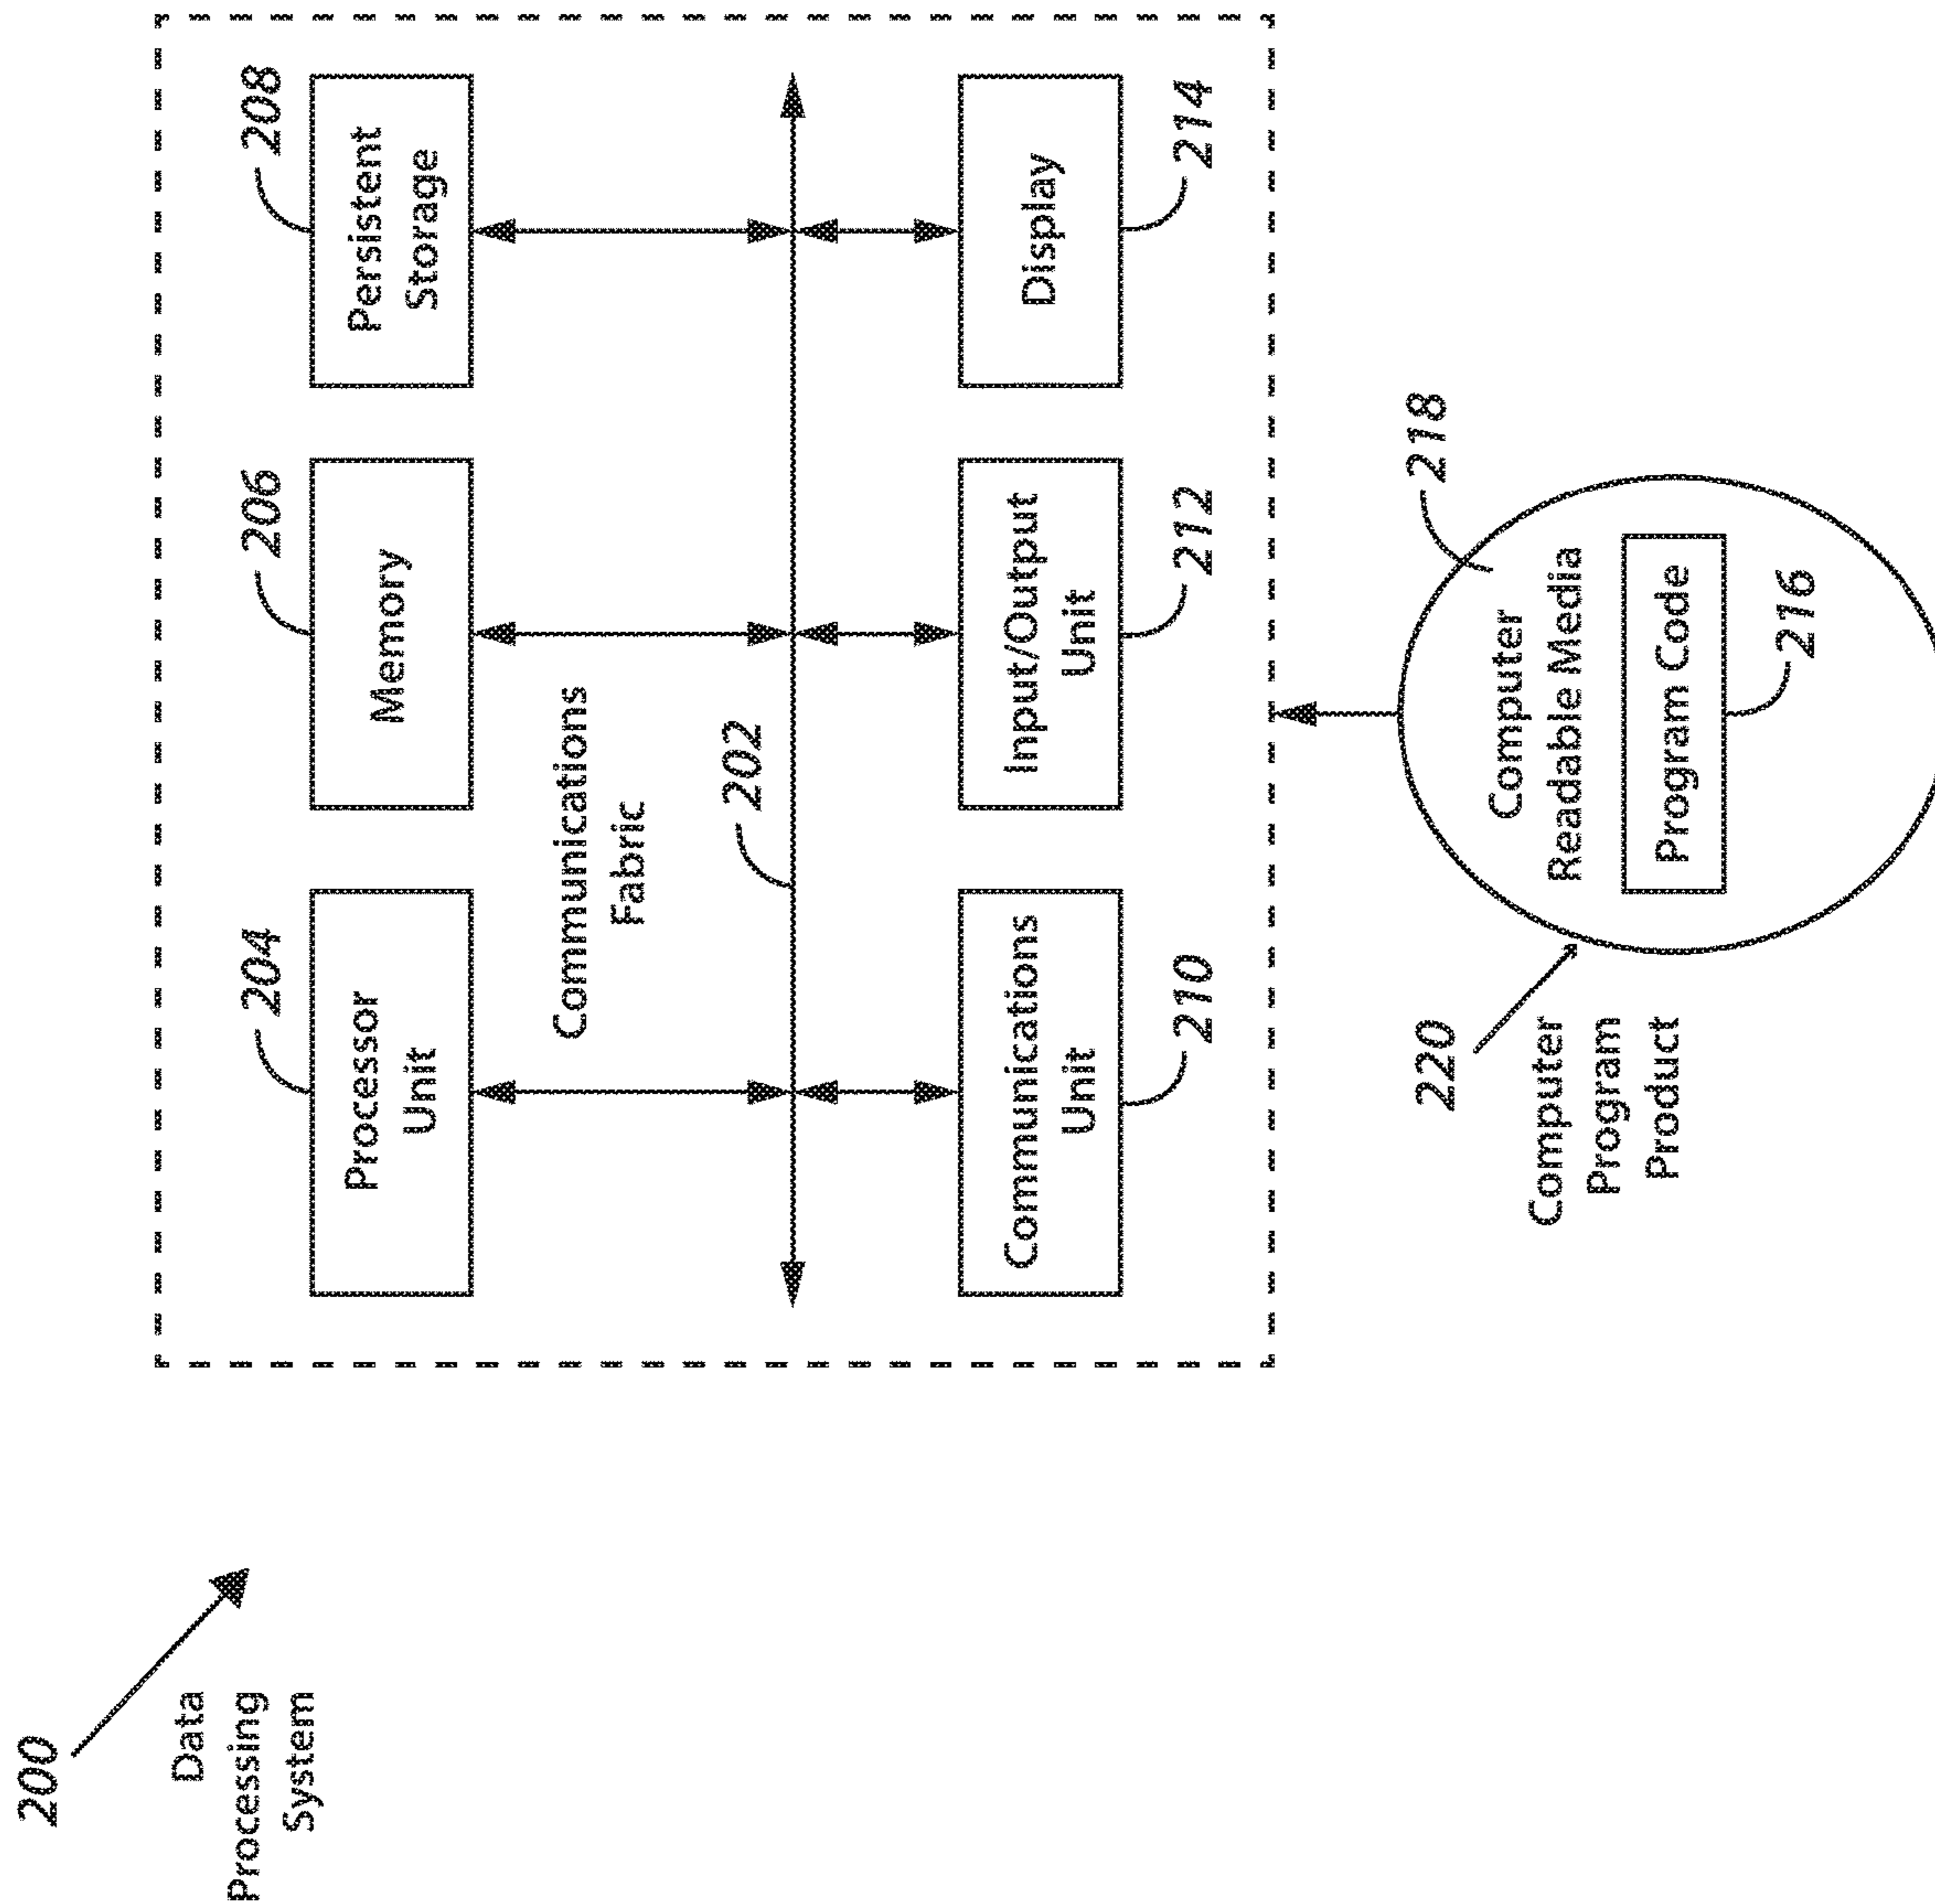 200
Data
Processing
System
204
Processor
Unit
206
Memory
208
Persistent
Storage
Communications
Fabric
202
Communications
Unit
210
Input/Output
Unit
212
Display
214
220
Computer
Program
Product
218
Computer
Readable Media
Program Code
216